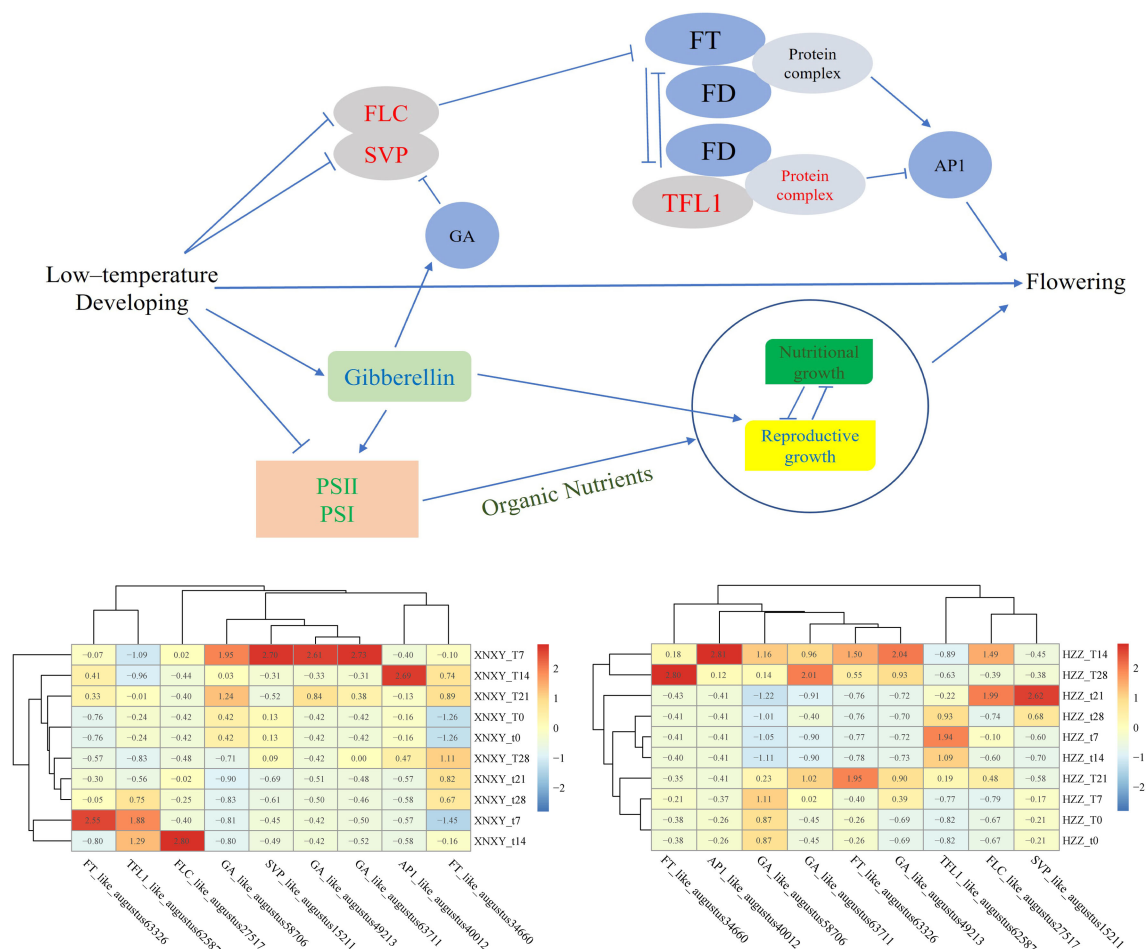 FT
Protein
complex
FD
FLC
SVP
FD
Protein
complex
TFL1
AP1
GA
Low–temperature
Developing
Flowering
Gibberellin
Nutritional
growth
Reproductive
growth
PSII
PSI
Organic Nutrients
−0.07 −1.09 0.02 1.95 2.70 2.73 −0.40 −0.10 XNXY_T7
0.41 −0.96 −0.44 0.03 −0.31 −0.33 −0.31 2.69 0.74 XNXY_T14
0.33 −0.01 −0.40 1.24 −0.52 0.84 0.38 −0.13 0.89 XNXY_T21
−0.76 −0.24 −0.40 0.42 0.13 −0.42 −0.42 −0.16 −1.26 XNXY_T0
−0.76 −0.24 −0.40 0.42 0.13 −0.42 −0.42 −0.16 −1.26 XNXY_t0
−0.57 −0.83 −0.48 −0.71 0.09 −0.42 0.00 0.47 1.11 XNXY_T28
−0.30 −0.56 −0.02 −0.90 −0.69 −0.51 −0.48 −0.57 0.82 XNXY_t21
−0.05 0.75 −0.25 −0.83 −0.61 −0.50 −0.46 −0.58 0.67 XNXY_t28
2.55 1.88 −0.40 −0.81 −0.45 −0.42 −0.50 −0.57 −1.45 XNXY_t7
−0.80 1.29 2.80 −0.80 −0.49 −0.42 −0.52 −0.58 −0.16 XNXY_t14
FT_like_augustus63326
TFL1_like_augustus62587
FLC_like_augustus27517
GA_like_augustus58706
SVP_like_augustus15211
GA_like_augustus49213
GA_like_augustus63711
AP1_like_augustus40012
FT_like_augustus34660
2
1
0
−1
−2
0.18 1.16 0.96 1.50 2.04 −0.89 1.49 −0.45 HZZ_T14
2.80 0.12 0.14 2.01 0.55 0.93 −0.63 −0.39 −0.58 HZZ_T28
−0.43 −0.41 −1.22 −0.91 −0.76 −0.72 −0.22 1.99 2.62 HZZ_t21
−0.41 −0.41 −1.01 −0.40 −0.76 −0.70 0.93 −0.74 0.68 HZZ_t28
−0.41 −0.41 −1.05 −0.90 −0.77 −0.72 1.94 −0.10 −0.60 HZZ_t7
−0.40 −0.41 −1.11 −0.90 −0.78 −0.74 1.09 −0.60 −0.60 HZZ_t14
−0.35 −0.41 0.23 1.02 1.95 0.90 0.19 0.48 −0.58 HZZ_T21
−0.21 −0.37 1.11 0.02 −0.40 0.39 −0.77 −0.79 −0.17 HZZ_T7
−0.38 −0.26 0.87 −0.45 −0.26 −0.69 −0.82 −0.67 −0.21 HZZ_T0
−0.38 −0.26 0.87 −0.45 −0.26 −0.69 −0.82 −0.67 −0.21 HZZ_t0
FT_like_augustus34660
AP1_like_augustus40012
GA_like_augustus58706
GA_like_augustus63711
FT_like_augustus63326
GA_like_augustus49213
TFL1_like_augustus62587
FLC_like_augustus27517
SVP_like_augustus15211
2
1
0
−1
−2